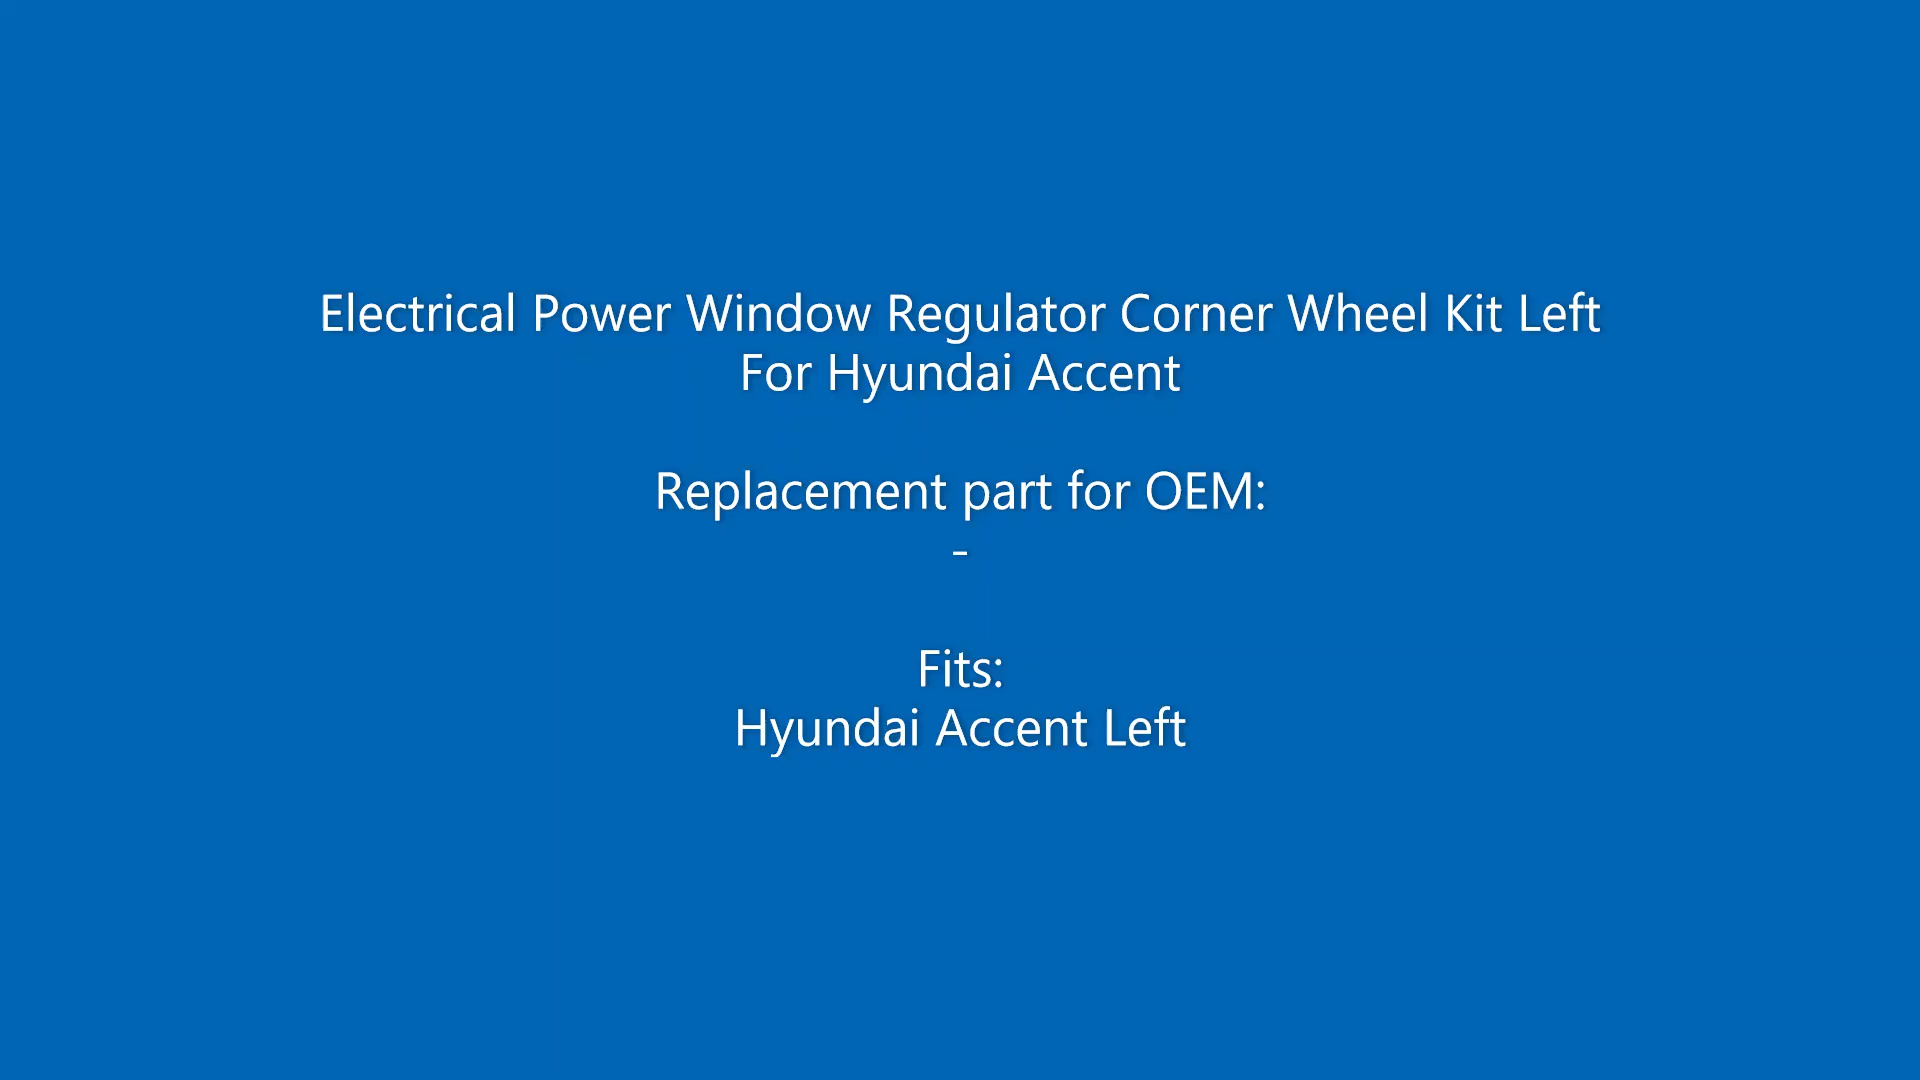 Electrical Power Window Regulator Corner Wheel Kit Left
For Hyundai Accent
Replacement part for OEM:
-
Fits:
Hyundai Accent Left